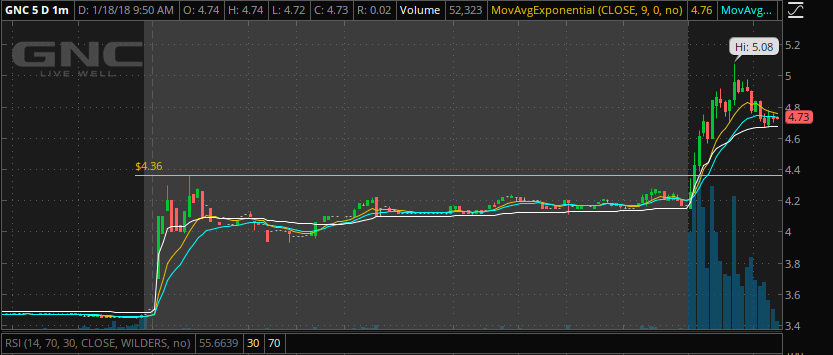 GNC 5 D 1m D: 1/18/18 9:50 AM O: 4.74 H: 4.74 L: 4.72 C: 4.73 R: 0.02 Volume 52,323 MovAvgExponential (CLOSE, 9, 0, no) 4.76 MovAvg...
Hi: 5.08
5.2
GNC
LIVE WELL
5
4.8
4.73
4.6
$4.36
4.4
4.2
4
3.8
3.6
3.4
RSI (14, 70, 30, CLOSE, WILDERS, no) 55.6639 30 70